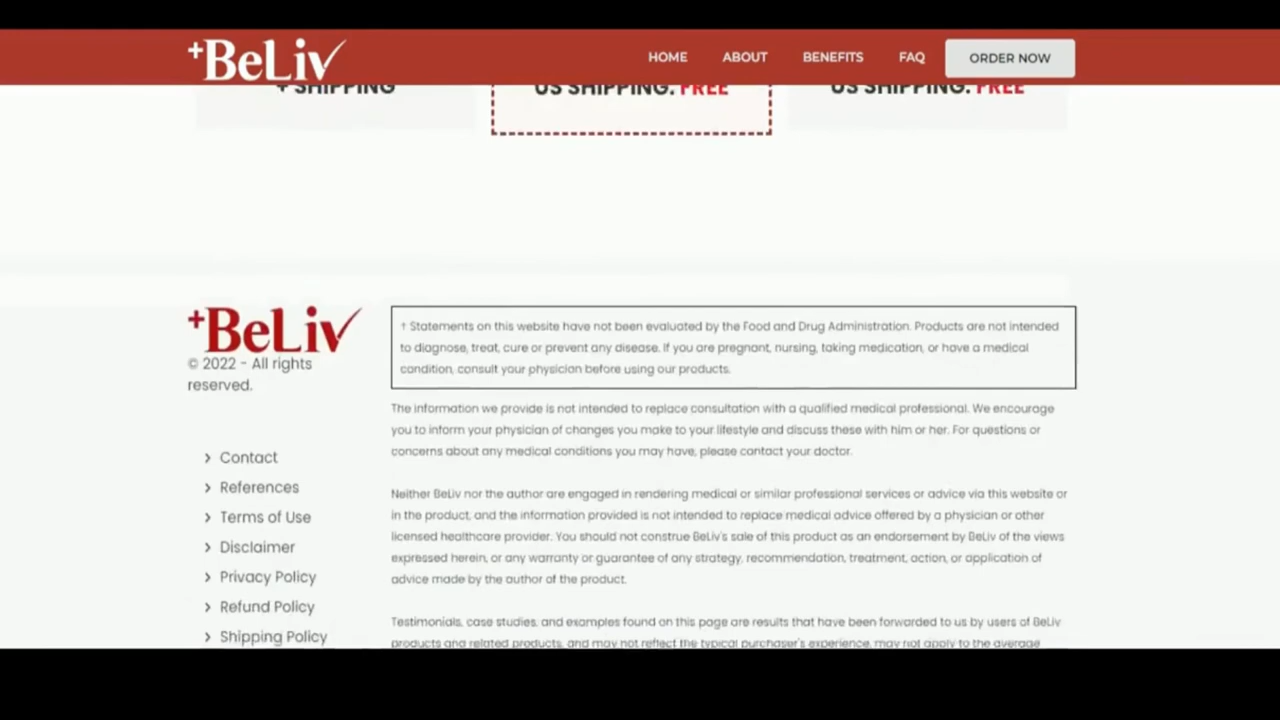 +BeLiv
HOME ABOUT BENEFITS FAQ ORDER NOW
+ SHIPPING
US SHIPPING. FREE
US SHIPPING. FREE
+BeLiv
© 2022 - All rights
reserved.
> Contact
> References
> Terms of Use
> Disclaimer
> Privacy Policy
> Refund Policy
> Shipping Policy
† Statements on this website have not been evaluated by the Food and Drug Administration. Products are not intended
to diagnose, treat, cure or prevent any disease. If you are pregnant, nursing, taking medication, or have a medical
condition, consult your physician before using our products.
The information we provide is not intended to replace consultation with a qualified medical professional. We encourage
you to inform your physician of changes you make to your lifestyle and discuss these with him or her. For questions or
concerns about any medical conditions you may have, please contact your doctor.
Neither BeLiv nor the author are engaged in rendering medical or similar professional services or advice via this website or
in the product, and the information provided is not intended to replace medical advice offered by a physician or other
licensed healthcare provider. You should not construe BeLiv's sale of this product as an endorsement by BeLiv of the views
expressed herein, or any warranty or guarantee of any strategy, recommendation, treatment, action, or application of
advice made by the author of the product.
Testimonials, case studies, and examples found on this page are results that have been forwarded to us by users of BeLiv
products and related products, and may not reflect the typical purchaser's experience, may not apply to the average